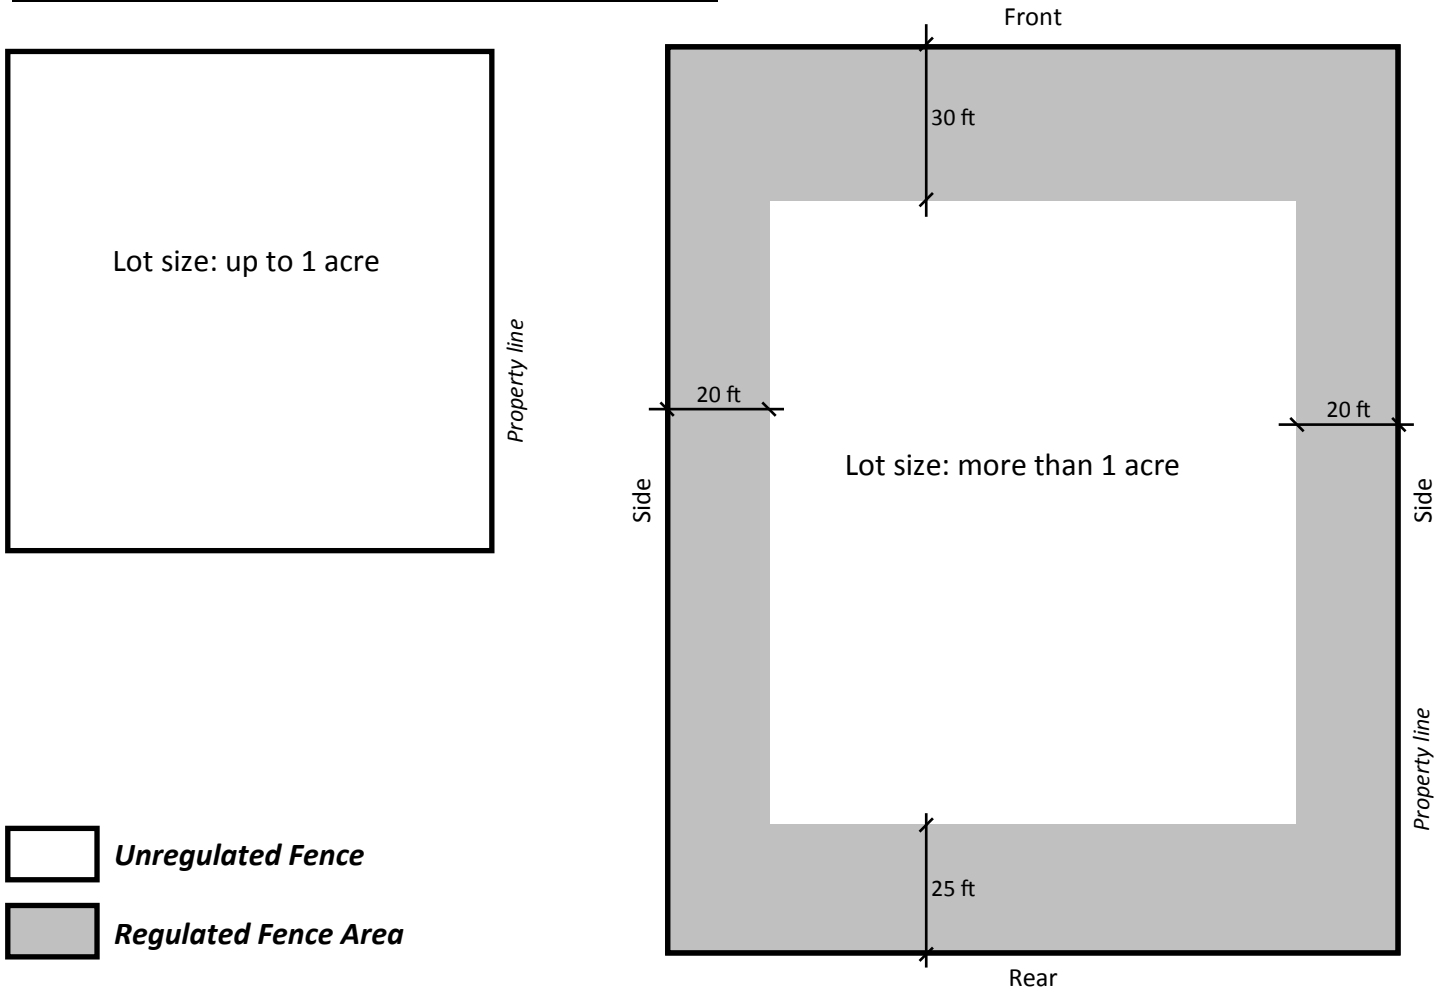 Front
30 ft
Lot size: up to 1 acre
Property line
20 ft
20 ft
Lot size: more than 1 acre
Side
Side
Property line
Unregulated Fence
25 ft
Regulated Fence Area
Rear